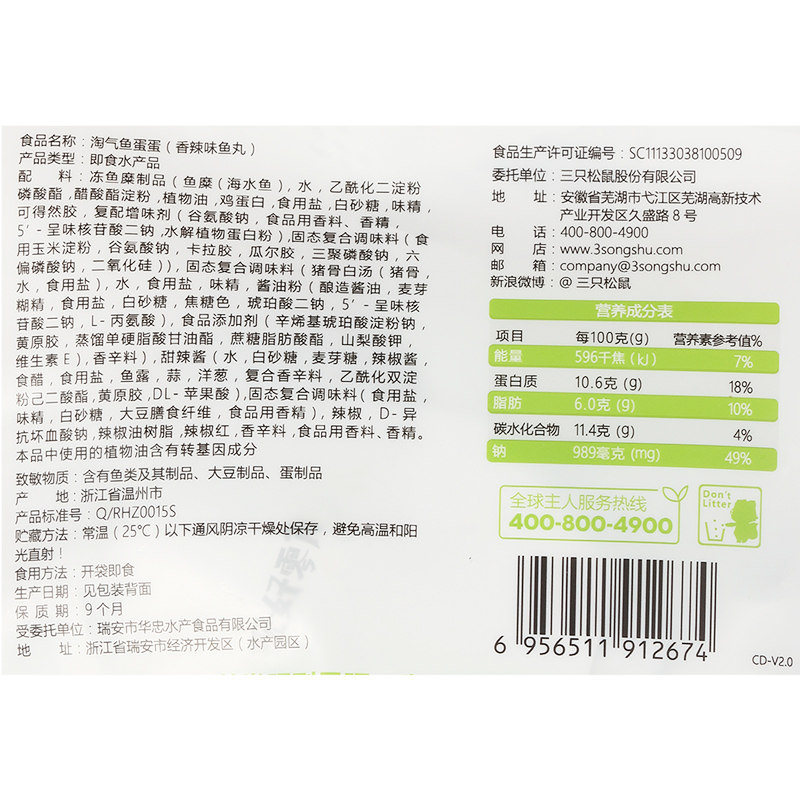 食品名称：淘气鱼蛋蛋（香辣味鱼丸）
产品类型：即食水产品
配 料：冻鱼糜制品（鱼糜（海水鱼），水，乙酰化二淀粉
磷酸酯，醋酸酯淀粉，植物油，鸡蛋白，食用盐，白砂糖，味精，
可得然胶，复配增味剂（谷氨酸钠，食品用香料、香精，
5′-呈味核苷酸二钠,水解植物蛋白粉）,固态复合调味料（食
用玉米淀粉，谷氨酸钠，卡拉胶，瓜尔胶，三聚磷酸钠，六
偏磷酸钠，二氧化硅）），固态复合调味料（猪骨白汤（猪骨，
水，食用盐），水，食用盐，味精，酱油粉（酿造酱油，麦芽
糊精，食用盐，白砂糖，焦糖色，琥珀酸二钠，5′-呈味核
苷酸二钠，L-丙氨酸），食品添加剂（辛烯基琥珀酸淀粉钠，
黄原胶，蒸馏单硬脂酸甘油酯，蔗糖脂肪酸酯，山梨酸钾，
维生素E），香辛料），甜辣酱（水，白砂糖，麦芽糖，辣椒酱，
食醋，食用盐，鱼露，蒜，洋葱，复合香辛料，乙酰化双淀
粉己二酸酯，黄原胶，DL-苹果酸）,固态复合调味料（食用盐，
味精，白砂糖，大豆膳食纤维，食品用香精），辣椒，D-异
抗坏血酸钠，辣椒油树脂，辣椒红，香辛料，食品用香料、香精。
本品中使用的植物油含有转基因成分
致敏物质：含有鱼类及其制品、大豆制品、蛋制品
产 地：浙江省温州市
产品标准号：Q/RHZ0015S
贮藏方法：常温（25℃）以下通风阴凉干燥处保存，避免高温和阳
光直射！
食用方法：开袋即食
生产日期：见包装背面
保 质 期：9个月
受委托单位：瑞安市华忠水产食品有限公司
地 址：浙江省瑞安市经济开发区（水产园区）
食品生产许可证编号：SC11133038100509
委托单位：三只松鼠股份有限公司
地 址：安徽省芜湖市弋江区芜湖高新技术
产业开发区久盛路8号
电 话：400-800-4900
网 店：www.3songshu.com
邮 箱：company@3songshu.com
新浪微博：@三只松鼠
营养成分表
项目 每100克(g) 营养素参考值%
能量 596千焦(kJ) 7%
蛋白质 10.6克(g) 18%
脂肪 6.0克(g) 10%
碳水化合物 11.4克(g) 4%
钠 989毫克(mg) 49%
全球主人服务热线
400-800-4900
Don't
Litter
6 956511 912674
CD-V2.0